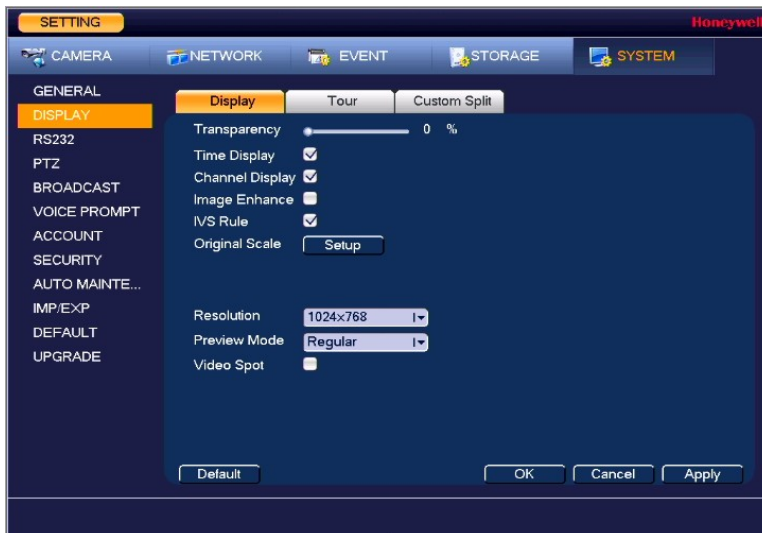 SETTING
Honeywell
CAMERA NETWORK EVENT STORAGE SYSTEM
GENERAL
DISPLAY
RS232
PTZ
BROADCAST
VOICE PROMPT
ACCOUNT
SECURITY
AUTO MAINTE...
IMP/EXP
DEFAULT
UPGRADE
Display Tour Custom Split
Transparency 0 %
Time Display
Channel Display
Image Enhance
IVS Rule
Original Scale Setup
Resolution 1024×768
Preview Mode Regular
Video Spot
Default OK Cancel Apply